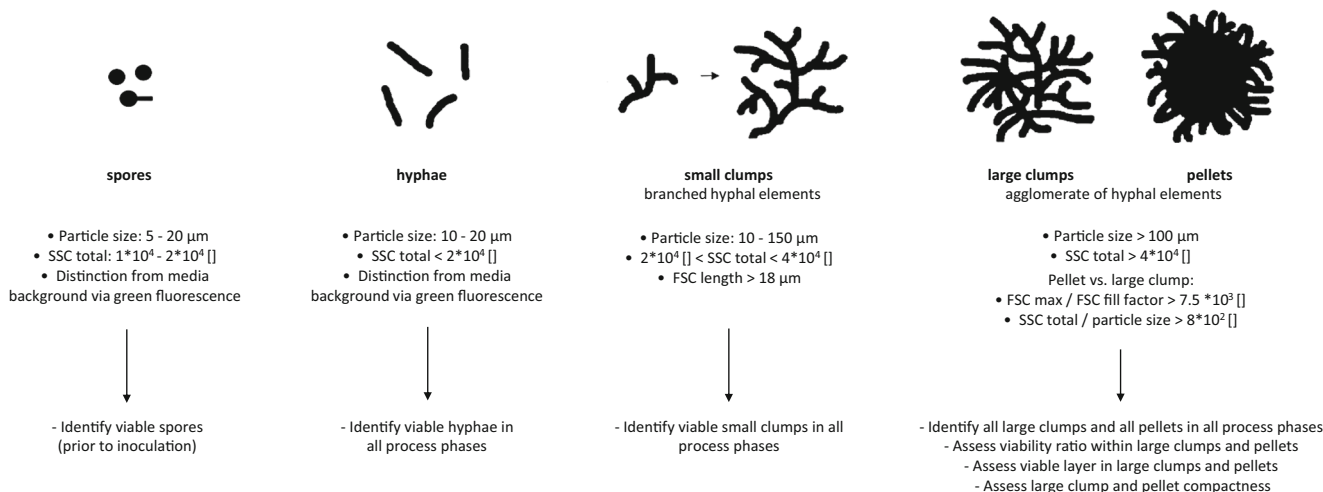 spores
• Particle size: 5 - 20 µm
• SSC total: 1*10⁴ - 2*10⁴ []
• Distinction from media
background via green fluorescence
- Identify viable spores
(prior to inoculation)
hyphae
• Particle size: 10 - 20 µm
• SSC total < 2*10⁴ []
• Distinction from media
background via green fluorescence
- Identify viable hyphae in
all process phases
small clumps
branched hyphal elements
• Particle size: 10 - 150 µm
• 2*10⁴ [] < SSC total < 4*10⁴ []
• FSC length > 18 µm
- Identify viable small clumps in all
process phases
large clumps pellets
agglomerate of hyphal elements
• Particle size > 100 µm
• SSC total > 4*10⁴ []
Pellet vs. large clump:
• FSC max / FSC fill factor > 7.5 *10³ []
• SSC total / particle size > 8*10² []
- Identify all large clumps and all pellets in all process phases
- Assess viability ratio within large clumps and pellets
- Assess viable layer in large clumps and pellets
- Assess large clump and pellet compactness